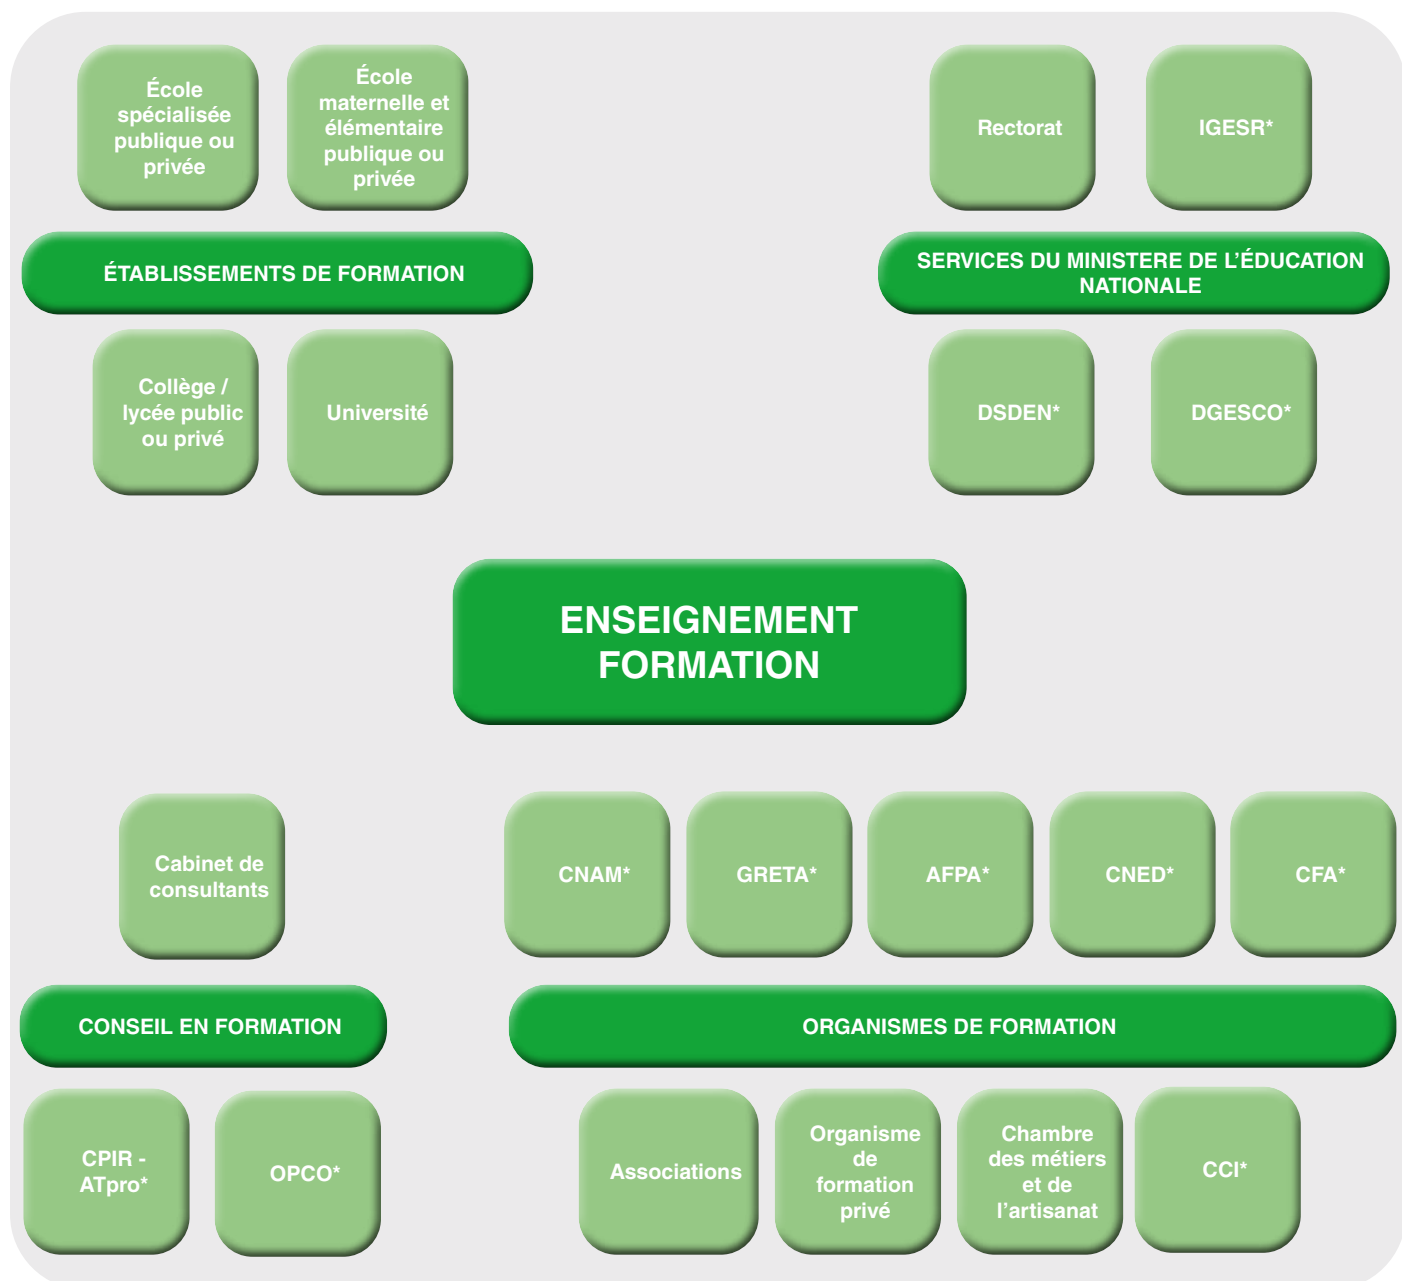 École
spécialisée
publique ou
privée
École
maternelle et
élémentaire
publique ou
privée
Rectorat
IGESR*
ÉTABLISSEMENTS DE FORMATION
SERVICES DU MINISTERE DE L’ÉDUCATION
NATIONALE
Collège /
lycée public
ou privé
Université
DSDEN*
DGESCO*
ENSEIGNEMENT
FORMATION
Cabinet de
consultants
CNAM*
GRETA*
AFPA*
CNED*
CFA*
CONSEIL EN FORMATION
ORGANISMES DE FORMATION
CPIR -
ATpro*
OPCO*
Associations
Organisme
de
formation
privé
Chambre
des métiers
et de
l’artisanat
CCI*